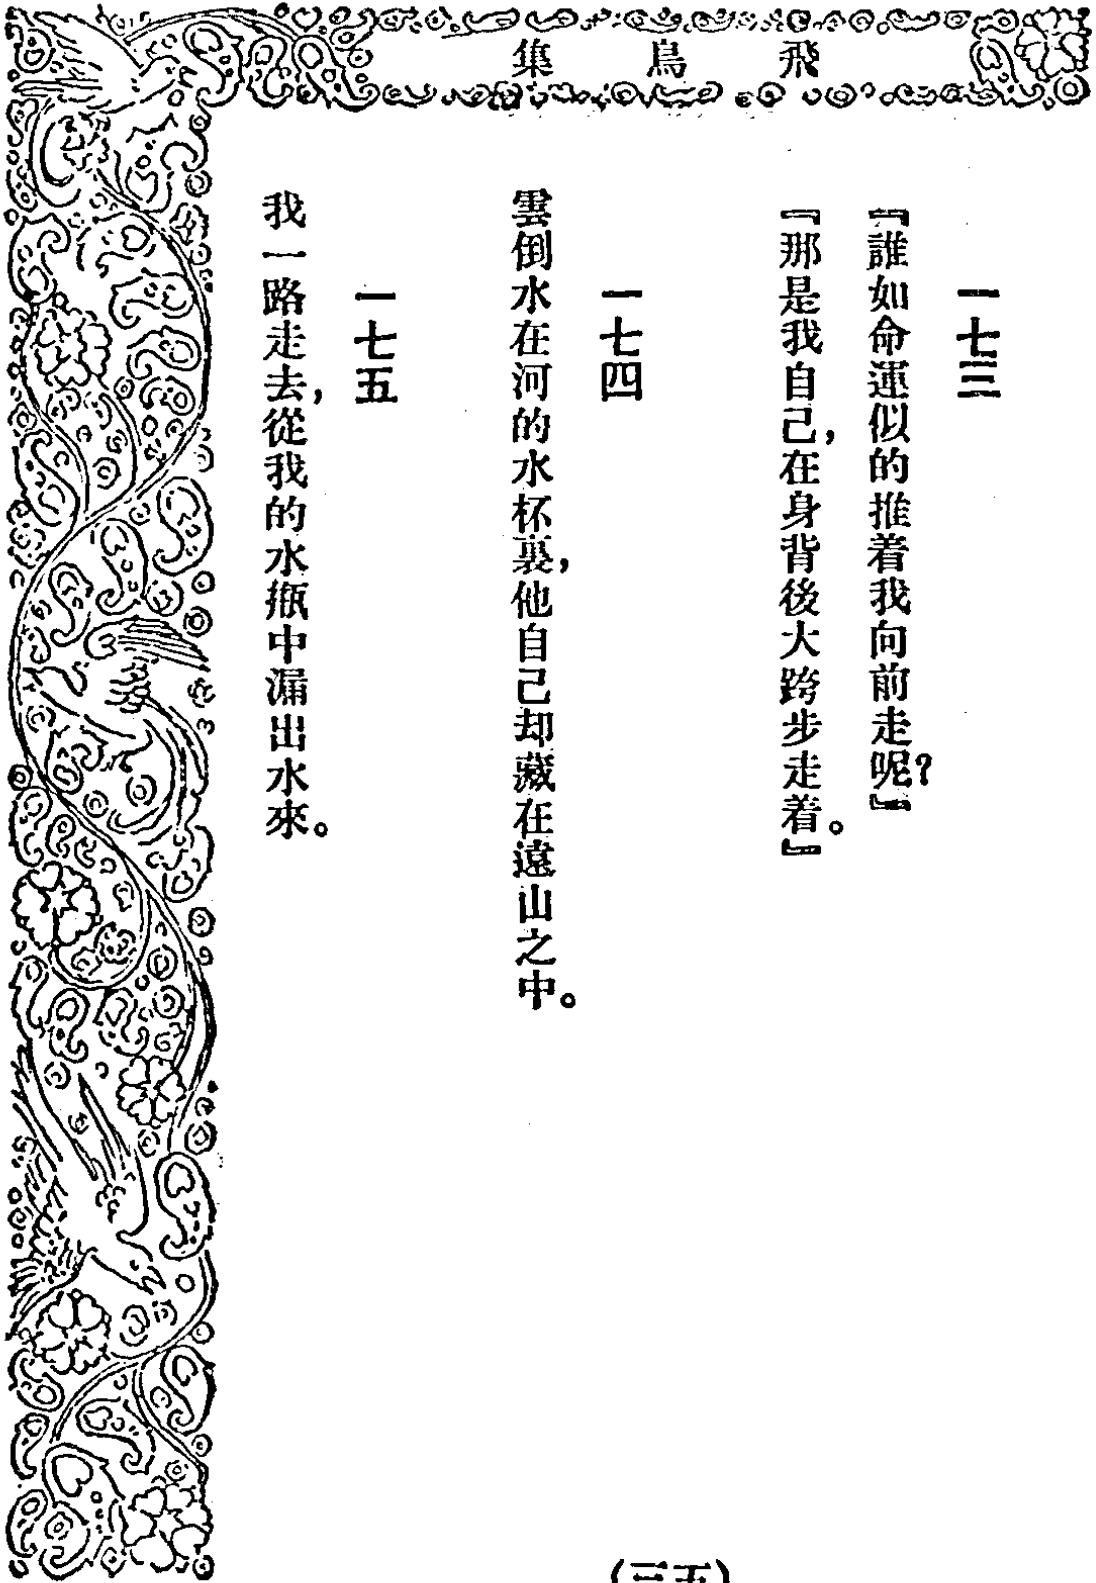 飛鳥集
一七三
『誰如命運似的推着我向前走呢?』
『那是我自己,在身背後大跨步走着。』
一七四
雲倒水在河的水杯裏,他自己却藏在遠山之中。
一七五
我一路走去,從我的水瓶中漏出水來。
(三五)